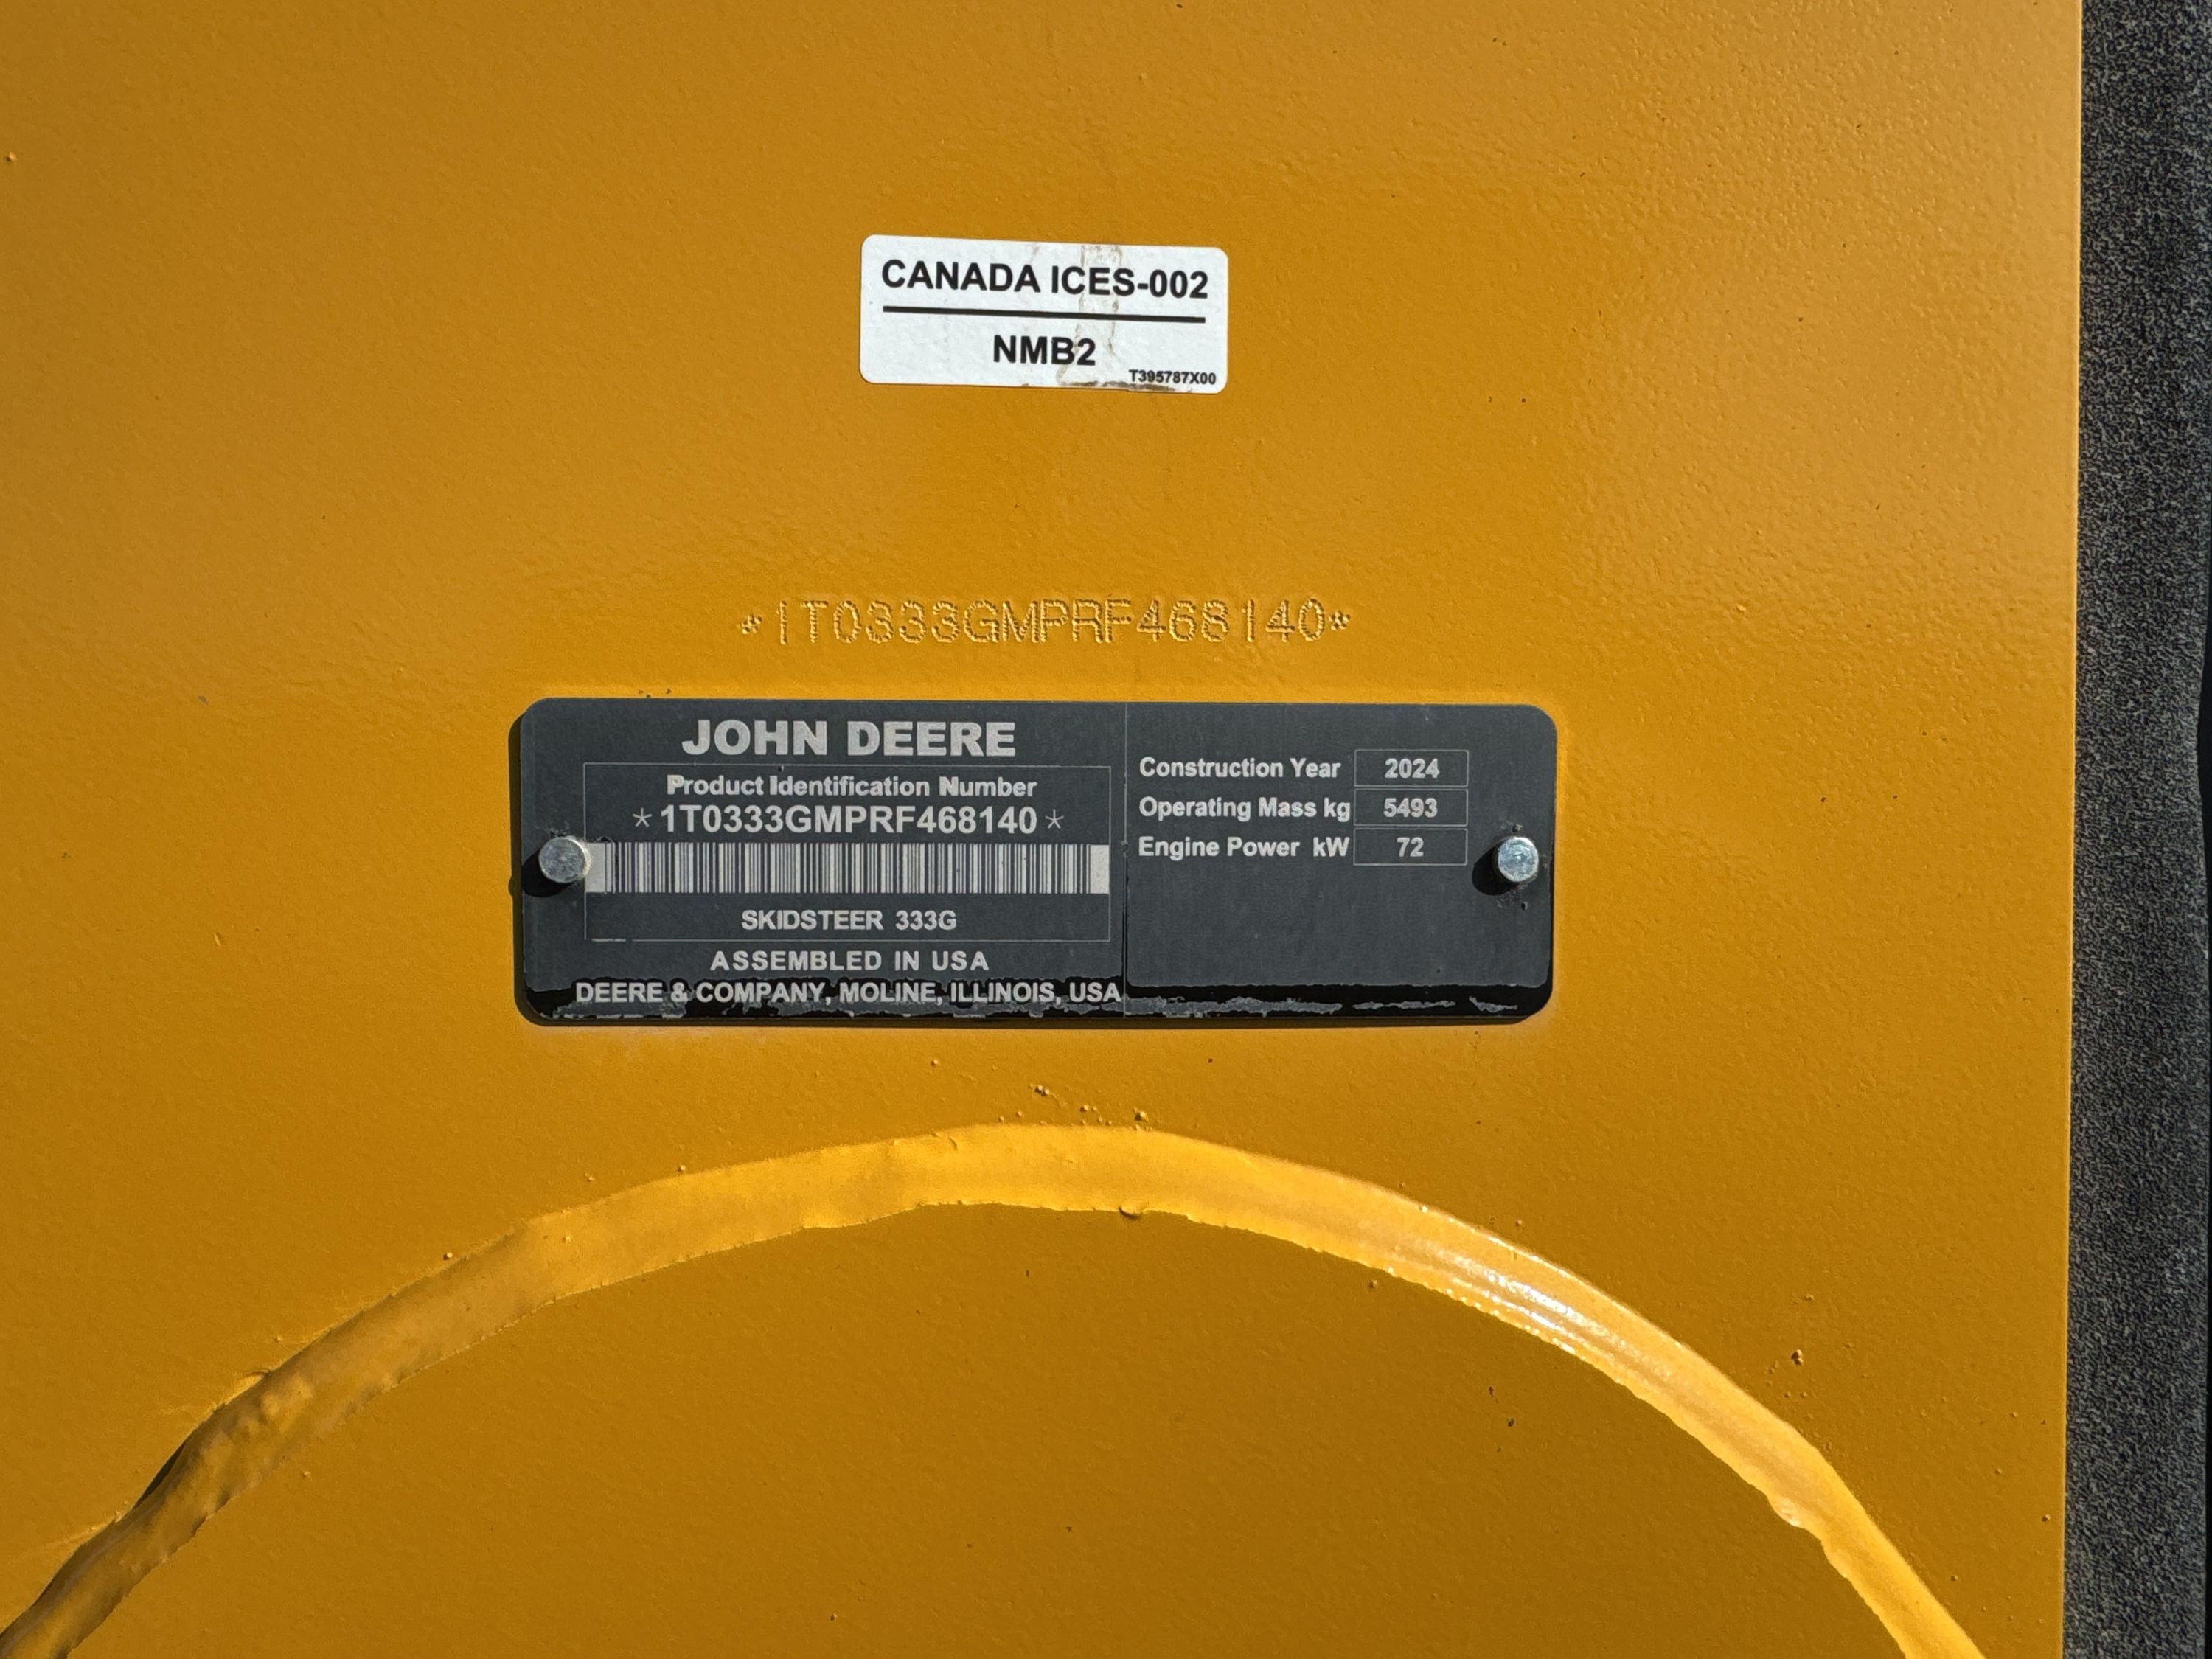 CANADA ICES-002
NMB2
T395787X00
*1T0333GMPRF468140*
JOHN DEERE
Product Identification Number
*1T0333GMPRF468140*
SKIDSTEER 333G
ASSEMBLED IN USA
DEERE & COMPANY, MOLINE, ILLINOIS, USA
Construction Year 2024
Operating Mass kg 5493
Engine Power kW 72